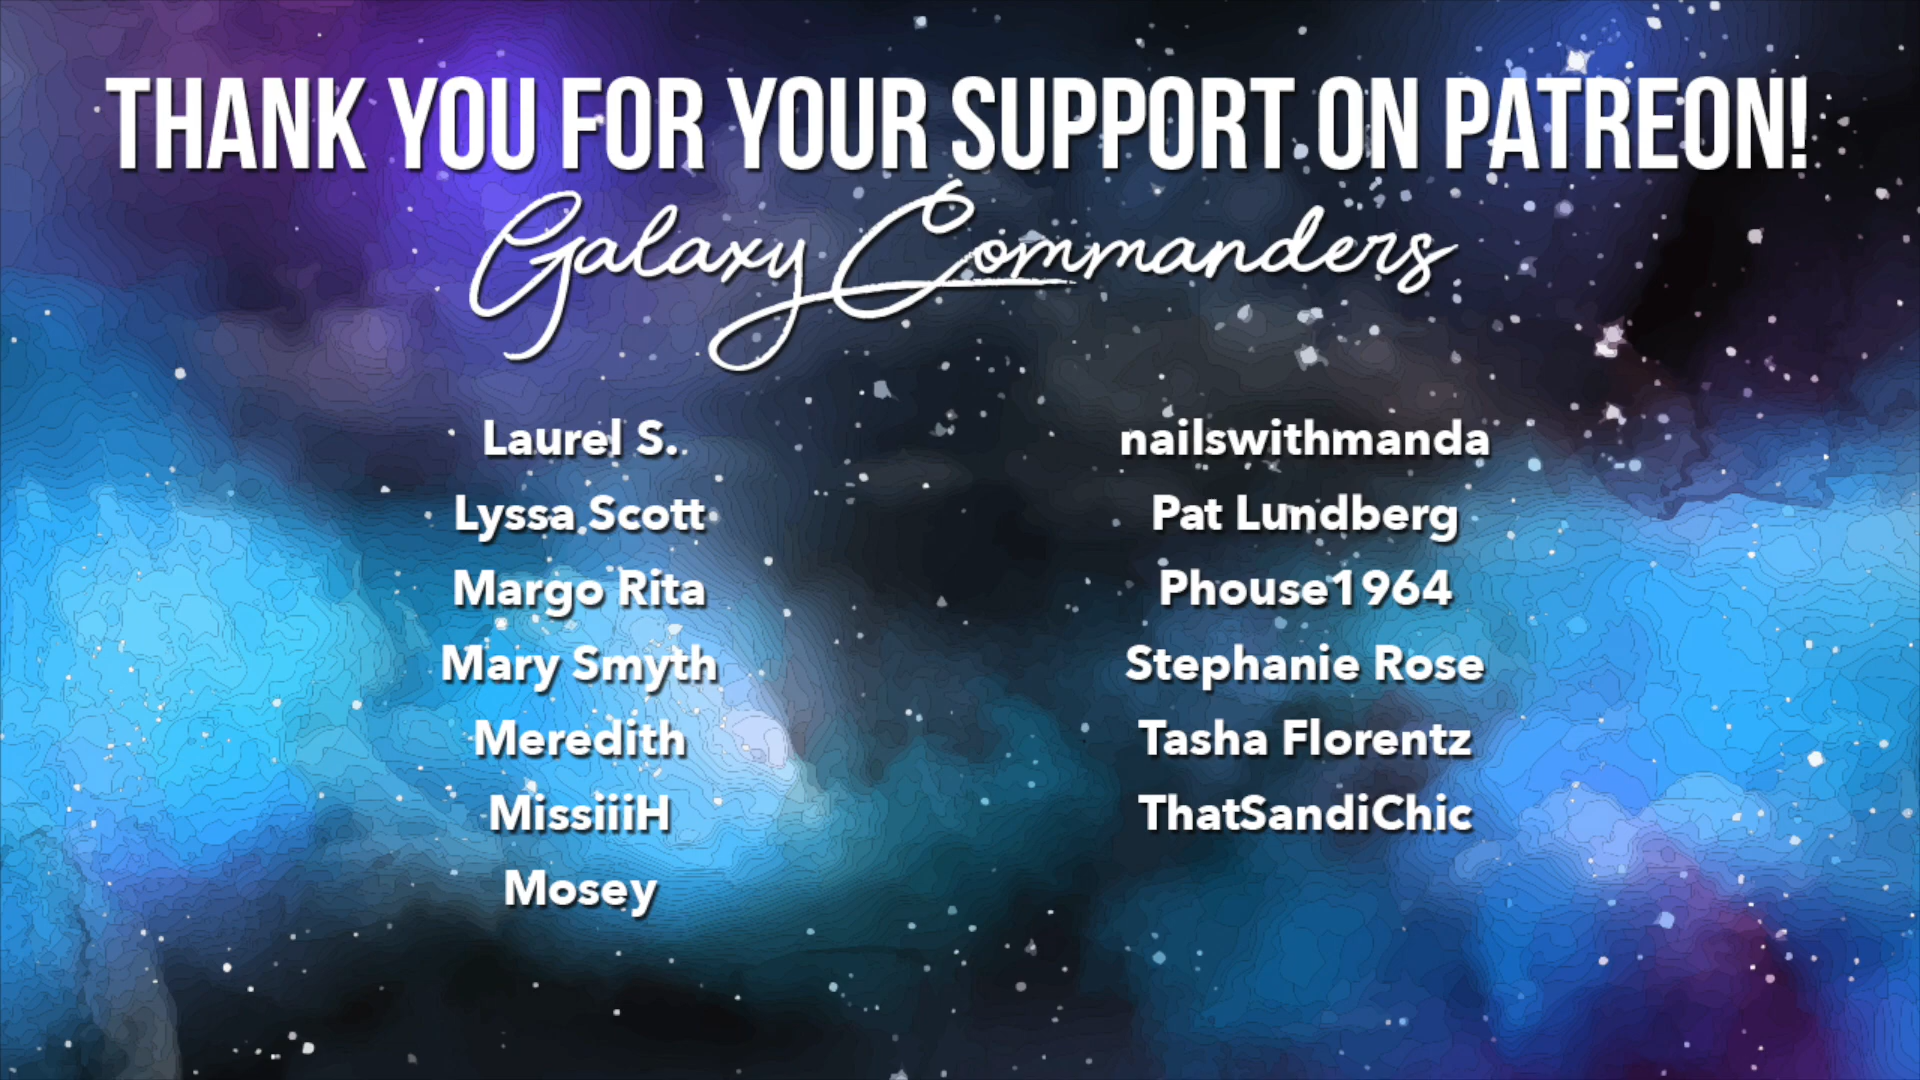 THANK YOU FOR YOUR SUPPORT ON PATREON!
Galaxy Commanders
Laurel S.
Lyssa Scott
Margo Rita
Mary Smyth
Meredith
MissiiiH
Mosey
nailswithmanda
Pat Lundberg
Phouse1964
Stephanie Rose
Tasha Florentz
ThatSandiChic